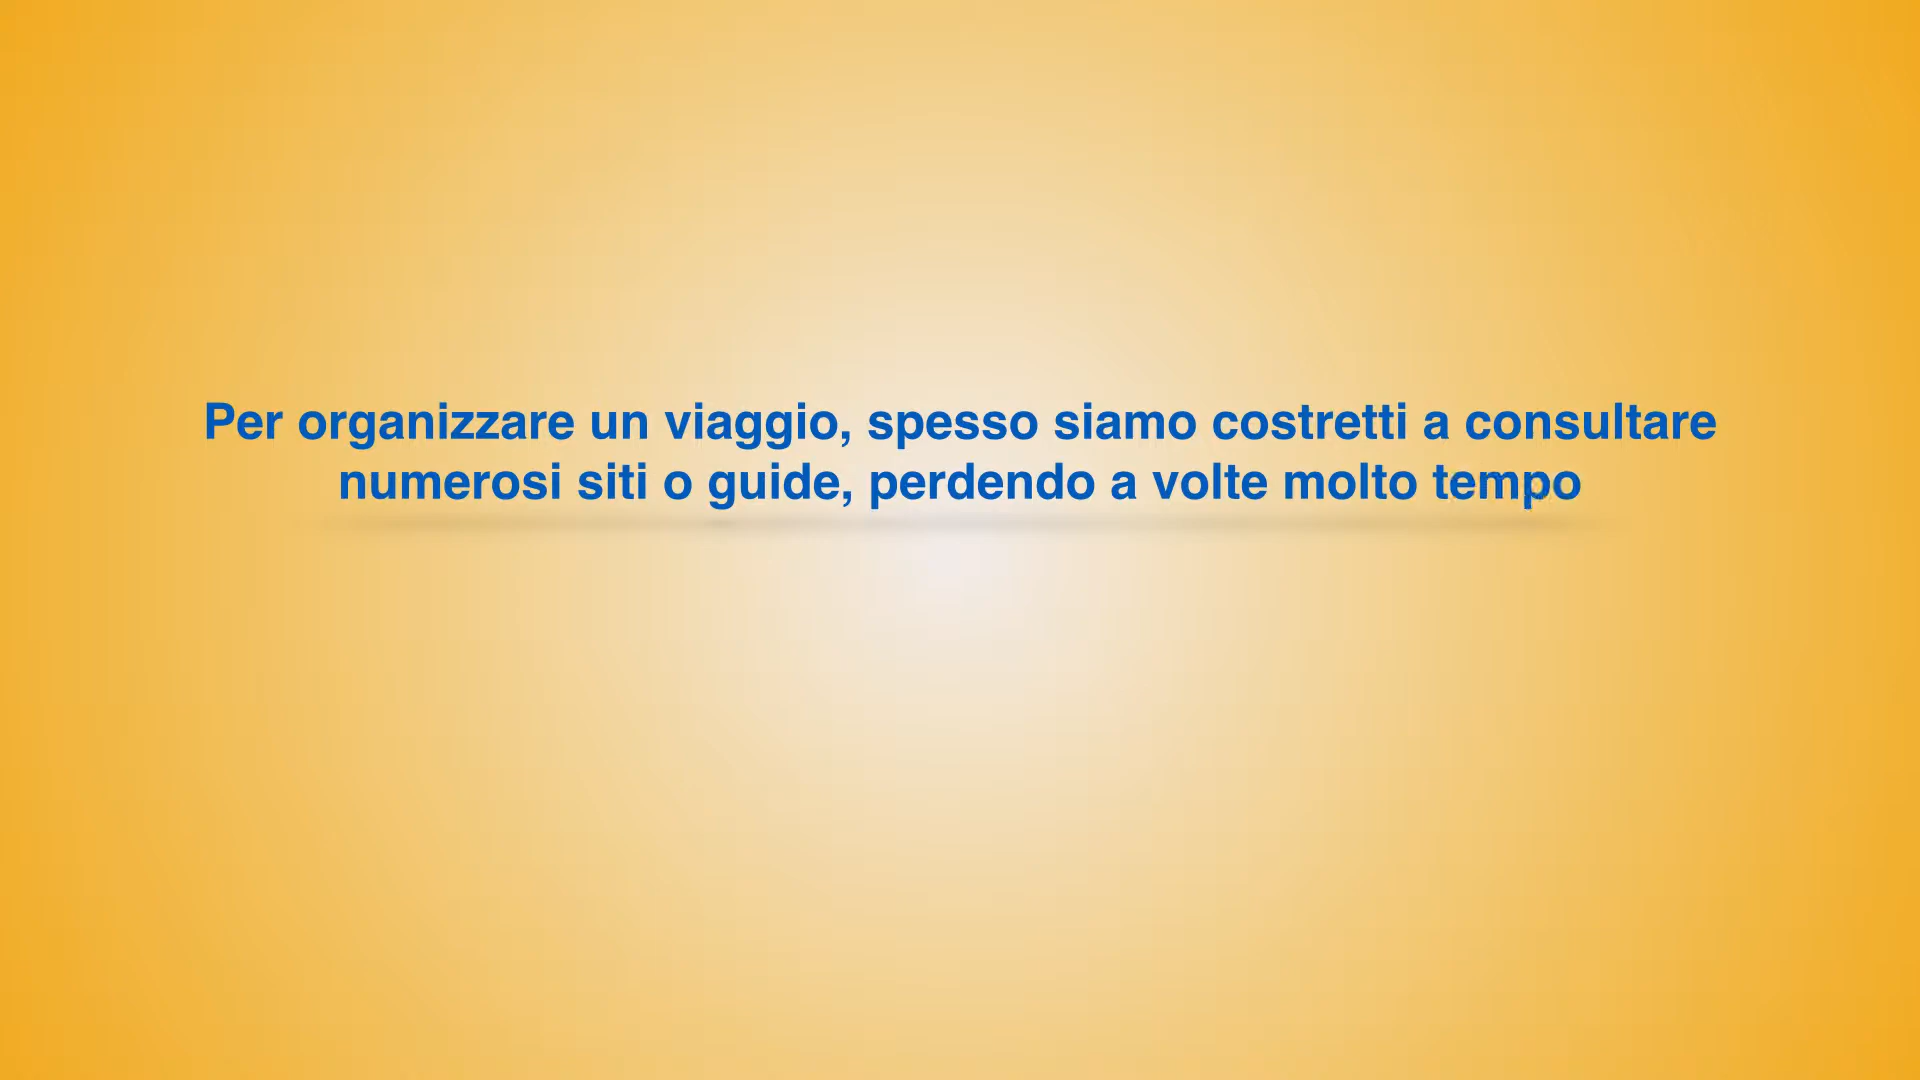 Per organizzare un viaggio, spesso siamo costretti a consultare
numerosi siti o guide, perdendo a volte molto tempo